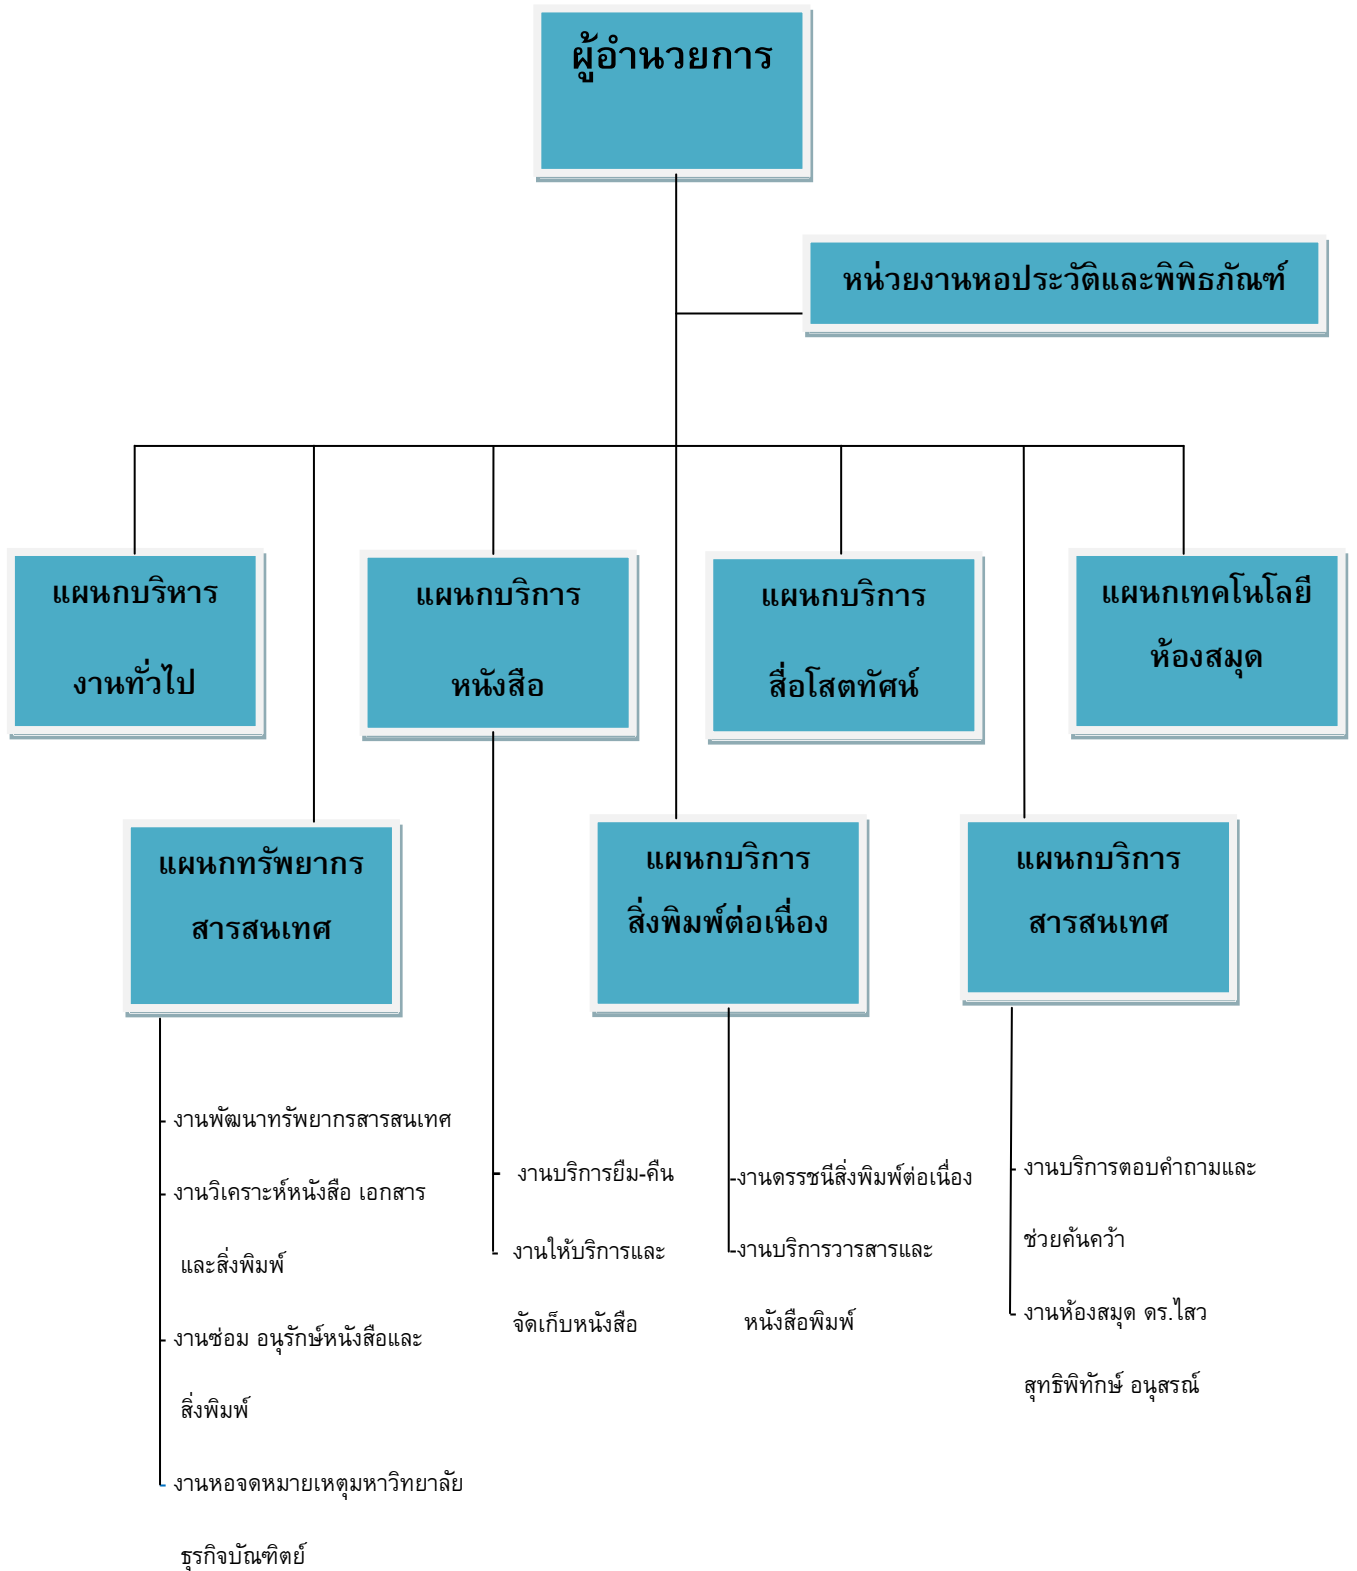 ผู้อำนวยการ
หน่วยงานหอประวัติและพิพิธภัณฑ์
แผนกบริหาร
งานทั่วไป
แผนกบริการ
หนังสือ
แผนกบริการ
สื่อโสตทัศน์
แผนกเทคโนโลยี
ห้องสมุด
แผนกทรัพยากร
สารสนเทศ
แผนกบริการ
สิ่งพิมพ์ต่อเนื่อง
แผนกบริการ
สารสนเทศ
- งานพัฒนาทรัพยากรสารสนเทศ
- งานวิเคราะห์หนังสือ เอกสาร
และสิ่งพิมพ์
- งานซ่อม อนุรักษ์หนังสือและ
สิ่งพิมพ์
- งานหอจดหมายเหตุมหาวิทยาลัย
ธุรกิจบัณฑิตย์
- งานบริการยืม-คืน
- งานให้บริการและ
จัดเก็บหนังสือ
-งานดรรชนีสิ่งพิมพ์ต่อเนื่อง
-งานบริการวารสารและ
หนังสือพิมพ์
- งานบริการตอบคำถามและ
ช่วยค้นคว้า
- งานห้องสมุด ดร.ไสว
สุทธิพิทักษ์ อนุสรณ์